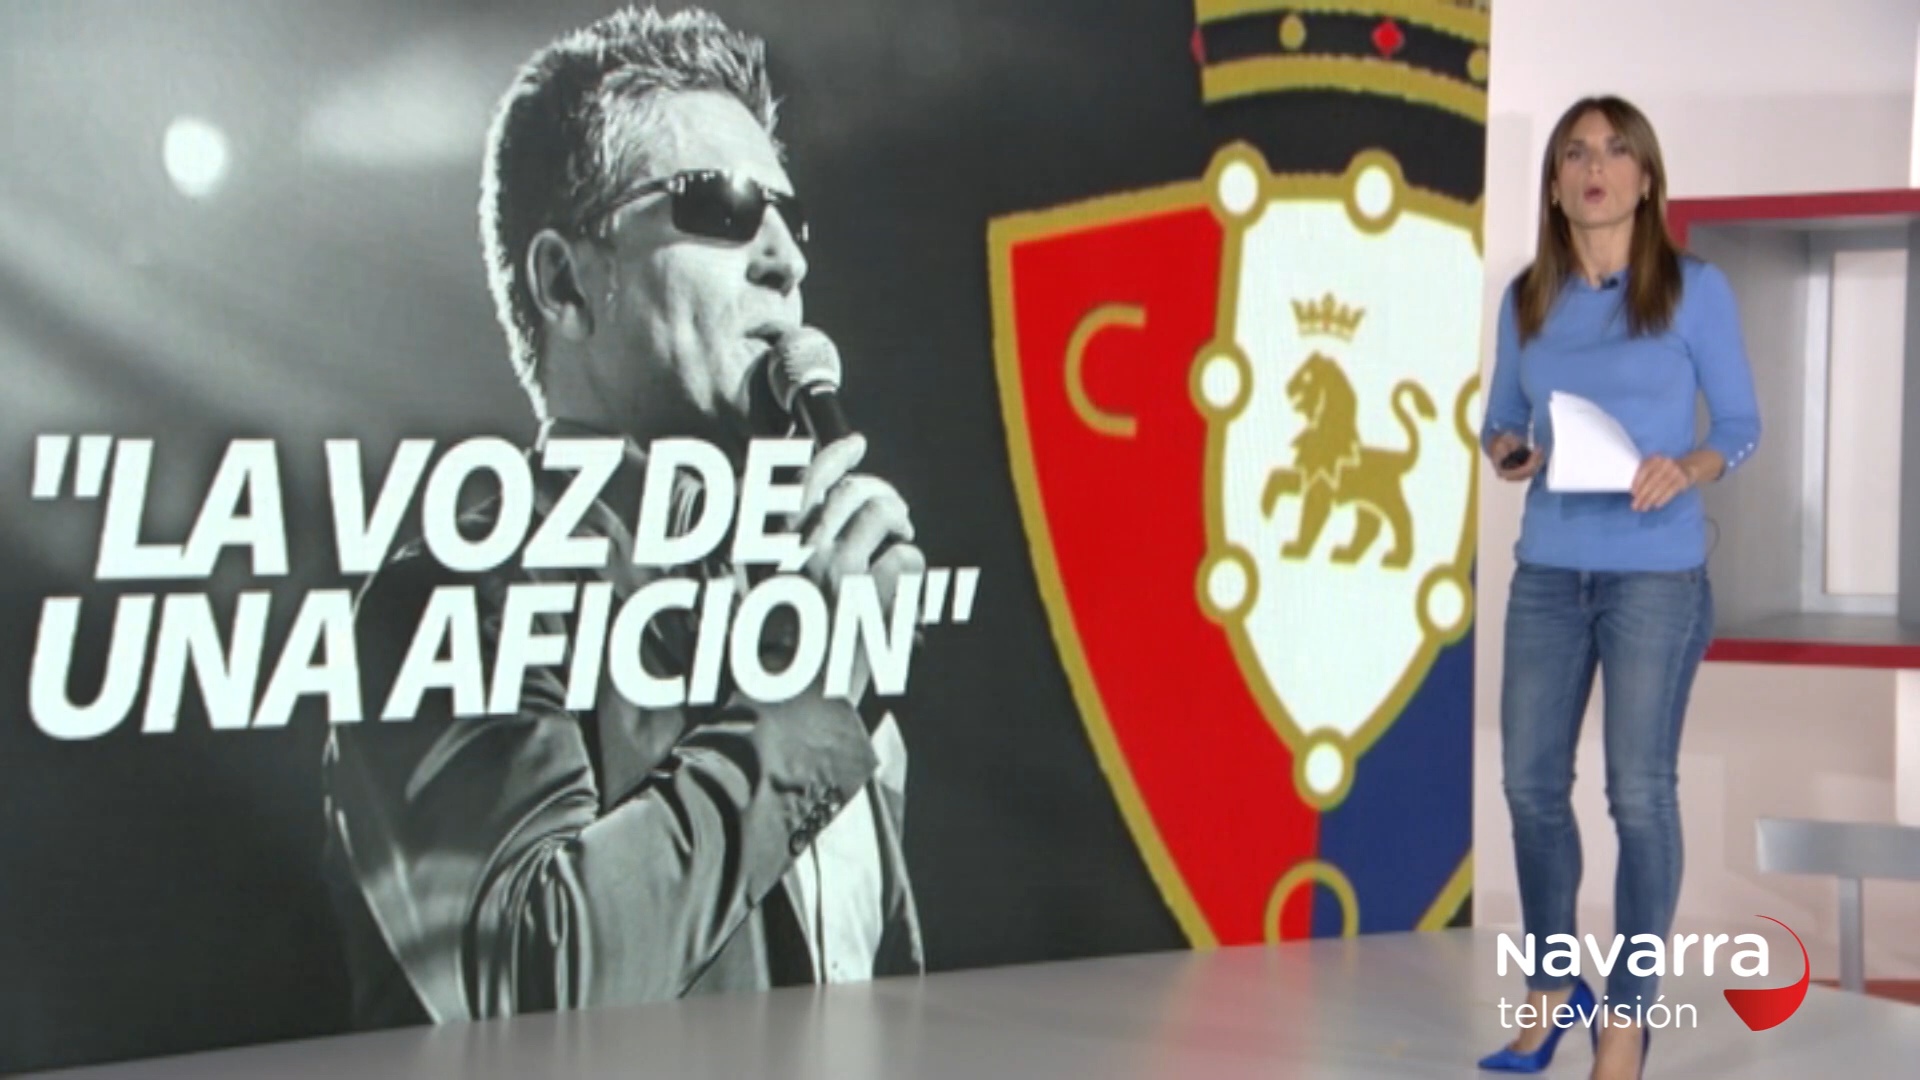 "LA VOZ DE
UNA AFICIÓN"
C
O
Navarra
televisión